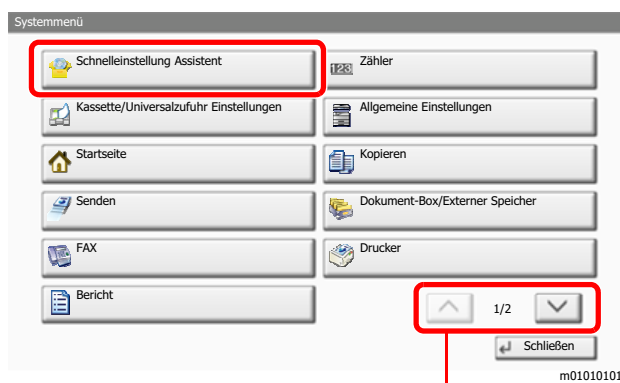 Systemmenü
Schnelleinstellung Assistent
123 Zähler
Kassette/Universalzufuhr Einstellungen
Allgemeine Einstellungen
Startseite
Kopieren
Senden
Dokument-Box/Externer Speicher
FAX
Drucker
Bericht
1/2
Schließen
m01010101